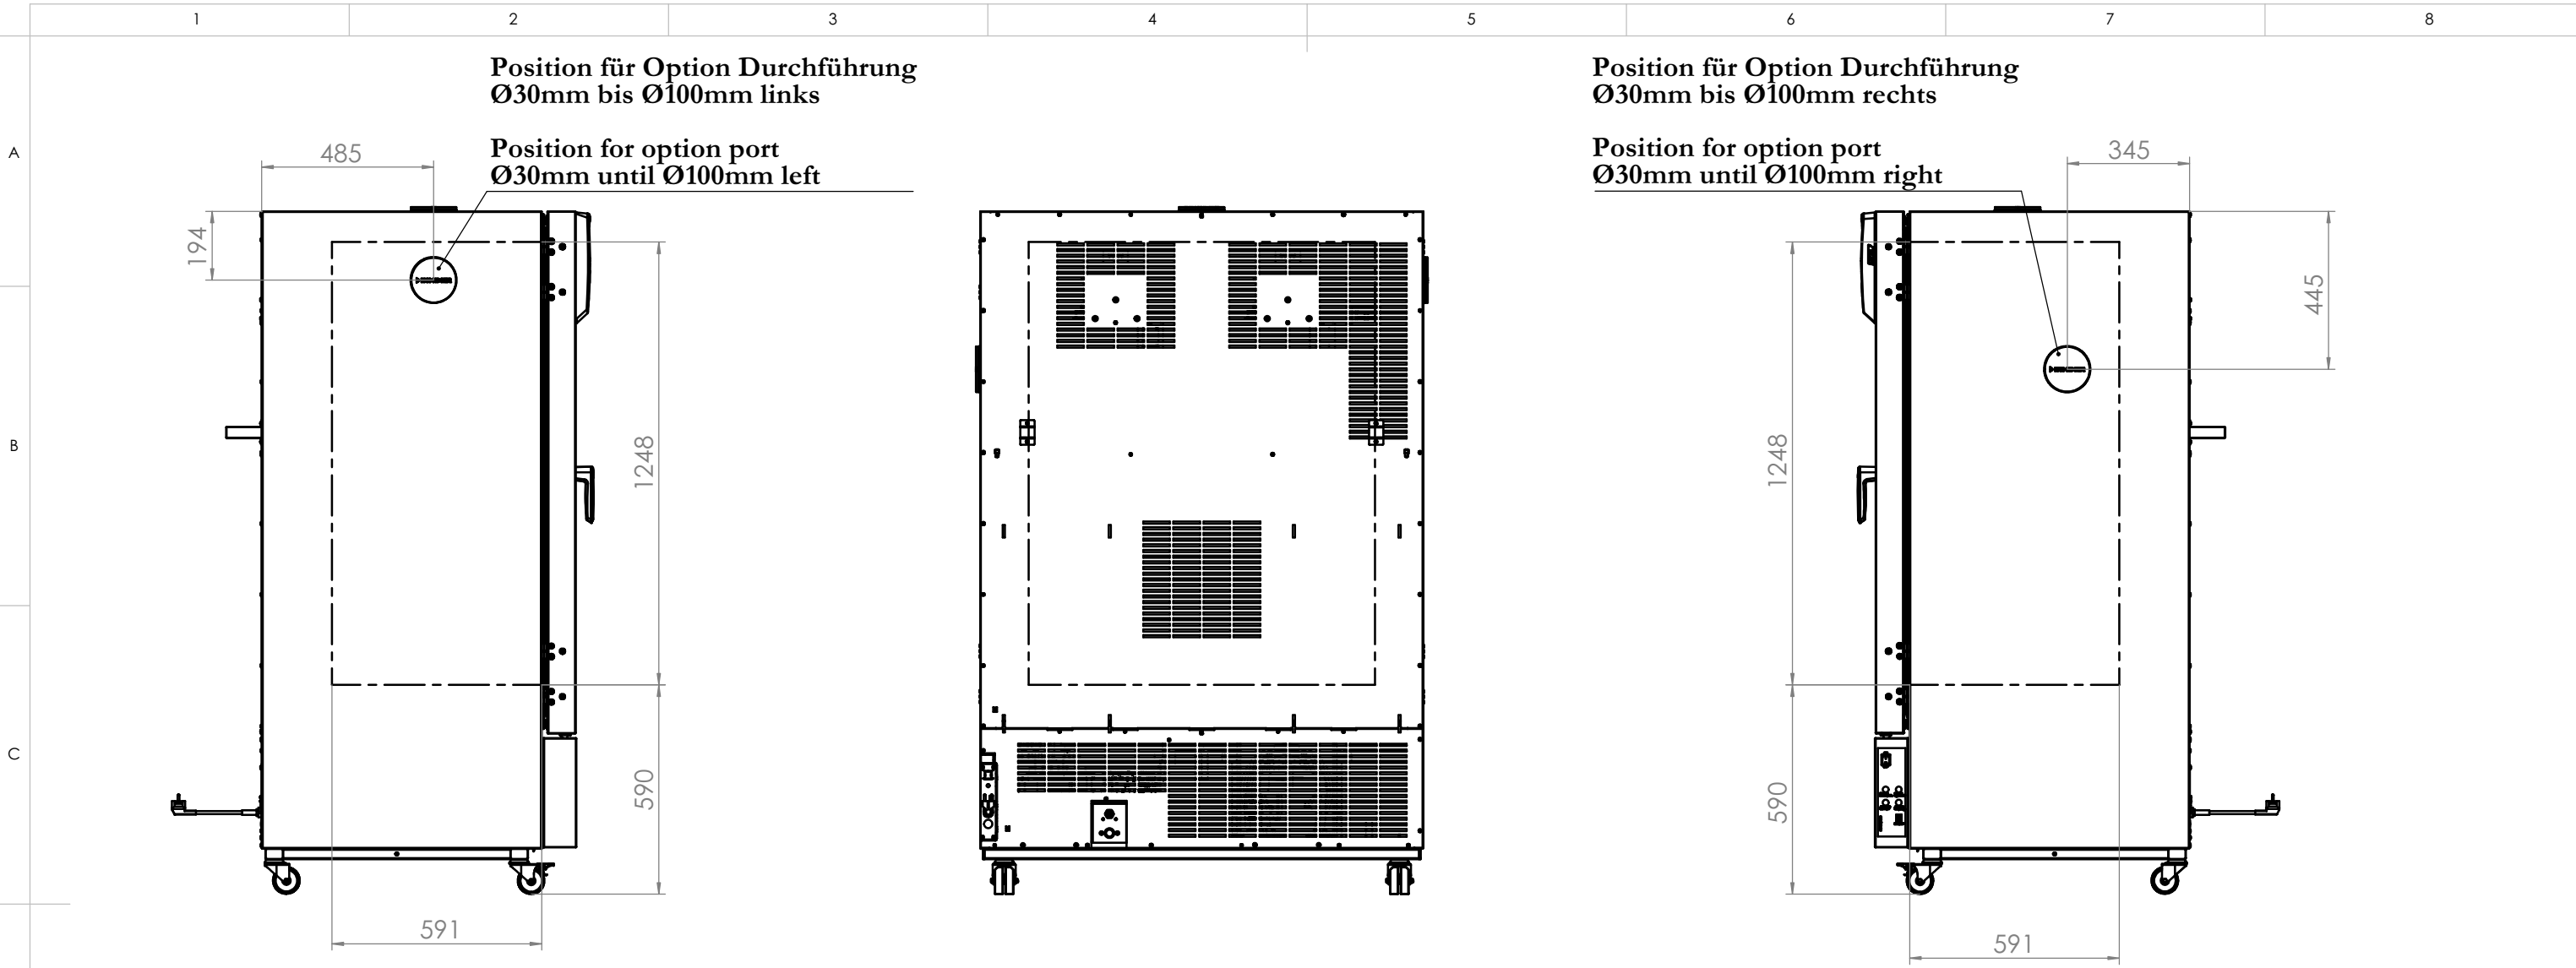 1 2 3 4 5 6 7 8
Position für Option Durchführung
Ø30mm bis Ø100mm links
Position for option port
Ø30mm until Ø100mm left
Position für Option Durchführung
Ø30mm bis Ø100mm rechts
Position for option port
Ø30mm until Ø100mm right
A
B
C
485
194
1248
590
591
345
445
1248
590
591